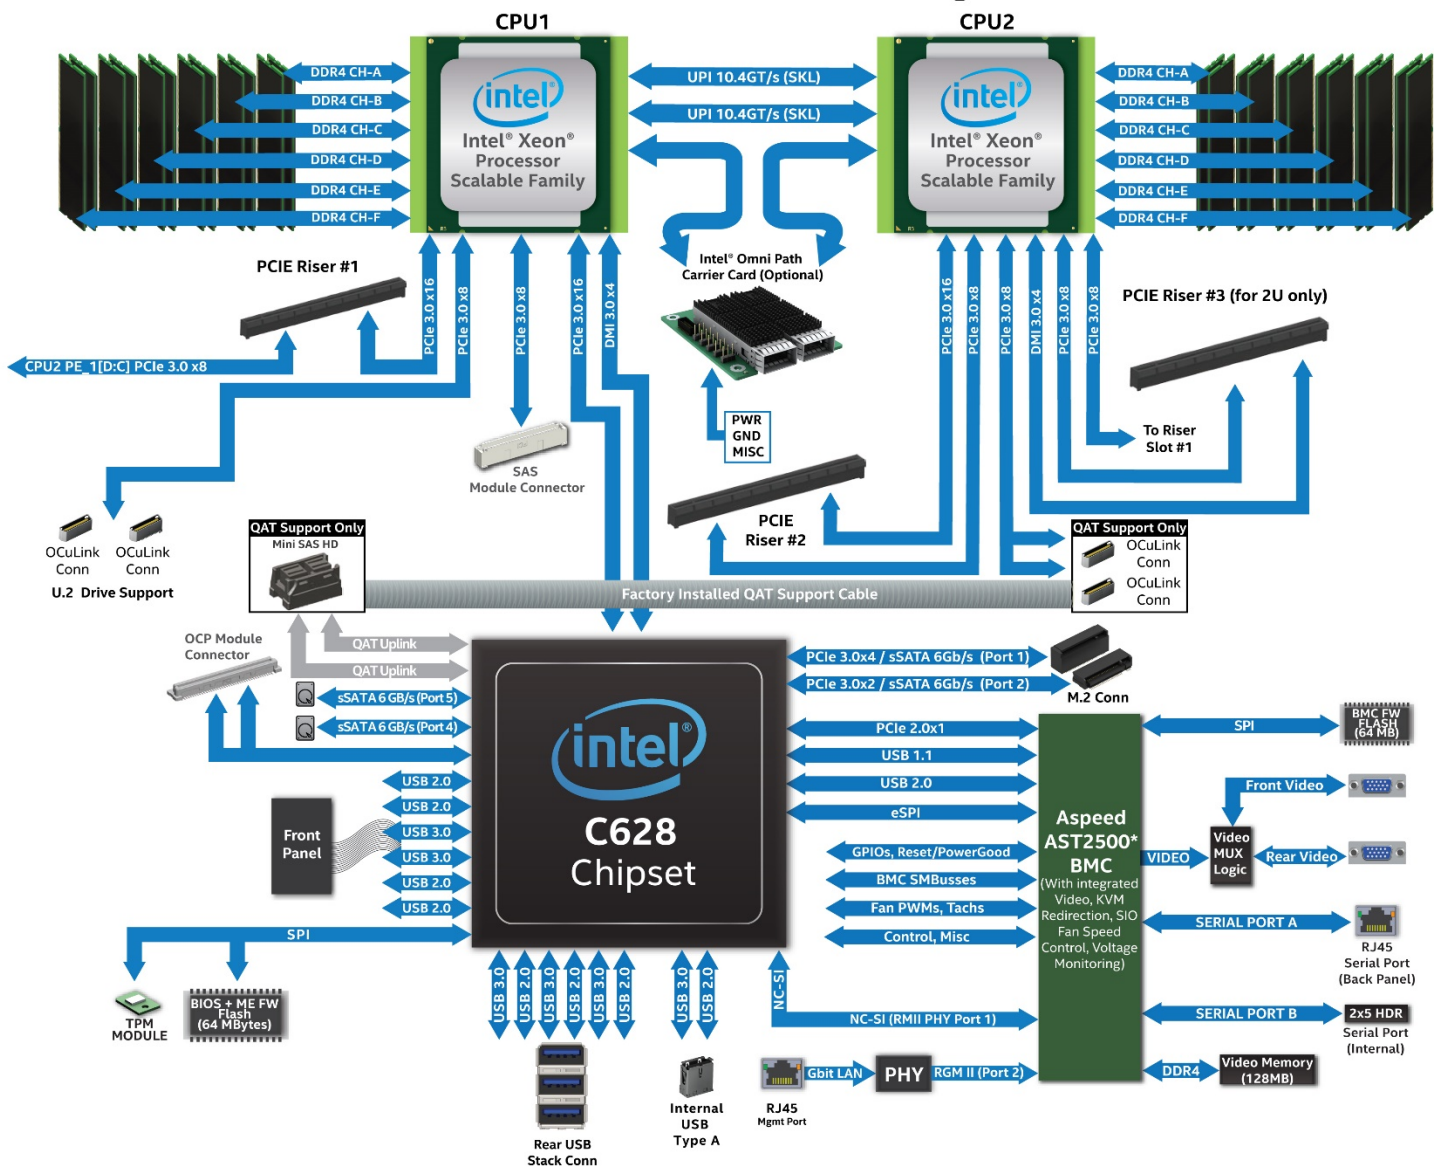 CPU1
CPU2
DDR4 CH-A
DDR4 CH-B
DDR4 CH-C
DDR4 CH-D
DDR4 CH-E
DDR4 CH-F
intel®
Intel® Xeon®
Processor
Scalable Family
UPI 10.4GT/s (SKL)
UPI 10.4GT/s (SKL)
intel®
Intel® Xeon®
Processor
Scalable Family
DDR4 CH-A
DDR4 CH-B
DDR4 CH-C
DDR4 CH-D
DDR4 CH-E
DDR4 CH-F
PCIE Riser #1
CPU2 PE_1[D:C] PCIe 3.0 x8
PCIe 3.0 x16
PCIe 3.0 x8
PCIe 3.0 x8
PCIe 3.0 x16
DMI 3.0 x4
Intel® Omni Path
Carrier Card (Optional)
PWR
GND
MISC
PCIe 3.0 x16
PCIe 3.0 x8
PCIe 3.0 x8
DMI 3.0 x4
PCIe 3.0 x8
PCIe 3.0 x8
PCIE Riser #3 (for 2U only)
To Riser
Slot #1
SAS
Module Connector
PCIE
Riser #2
OCuLink
Conn
OCuLink
Conn
U.2 Drive Support
QAT Support Only
Mini SAS HD
Factory Installed QAT Support Cable
QAT Support Only
OCuLink
Conn
OCuLink
Conn
OCP Module
Connector
QAT Uplink
QAT Uplink
sSATA 6 GB/s (Port 5)
sSATA 6 GB/s (Port 4)
USB 2.0
USB 2.0
USB 3.0
USB 3.0
USB 2.0
USB 2.0
Front
Panel
SPI
TPM
MODULE
BIOS + ME FW
Flash
(64 MBytes)
intel®
C628
Chipset
PCIe 3.0x4 / sSATA 6Gb/s (Port 1)
PCIe 3.0x2 / sSATA 6Gb/s (Port 2)
M.2 Conn
PCIe 2.0x1
USB 1.1
USB 2.0
eSPI
GPIOs, Reset/PowerGood
BMC SMBusses
Fan PWMs, Tachs
Control, Misc
NC-SI
NC-SI (RMII PHY Port 1)
Aspeed
AST2500*
BMC
(With integrated
Video, KVM
Redirection, SIO
Fan Speed
Control, Voltage
Monitoring)
SPI
BMC FW
FLASH
(64 MB)
VIDEO
Video
MUX
Logic
Front Video
Rear Video
SERIAL PORT A
RJ45
Serial Port
(Back Panel)
SERIAL PORT B
2x5 HDR
Serial Port
(Internal)
DDR4
Video Memory
(128MB)
USB 3.0
USB 2.0
USB 3.0
USB 2.0
USB 3.0
USB 2.0
USB 3.0
USB 2.0
Rear USB
Stack Conn
Internal
USB
Type A
RJ45
Mgmt Port
Gbit LAN
PHY
RGM II (Port 2)